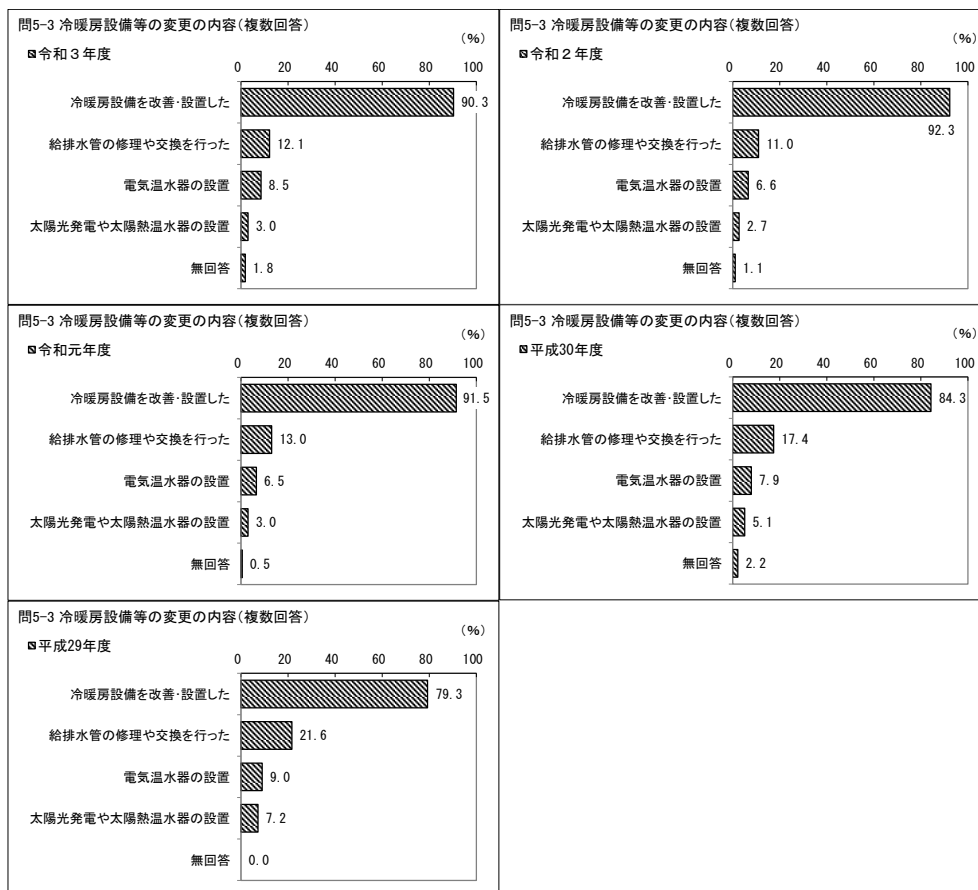 問5-3 冷暖房設備等の変更の内容(複数回答)
(%)
令和３年度
0 20 40 60 80 100
冷暖房設備を改善・設置した 90.3
給排水管の修理や交換を行った 12.1
電気温水器の設置 8.5
太陽光発電や太陽熱温水器の設置 3.0
無回答 1.8
問5-3 冷暖房設備等の変更の内容(複数回答)
(%)
令和２年度
0 20 40 60 80 100
冷暖房設備を改善・設置した 92.3
給排水管の修理や交換を行った 11.0
電気温水器の設置 6.6
太陽光発電や太陽熱温水器の設置 2.7
無回答 1.1
問5-3 冷暖房設備等の変更の内容(複数回答)
(%)
令和元年度
0 20 40 60 80 100
冷暖房設備を改善・設置した 91.5
給排水管の修理や交換を行った 13.0
電気温水器の設置 6.5
太陽光発電や太陽熱温水器の設置 3.0
無回答 0.5
問5-3 冷暖房設備等の変更の内容(複数回答)
(%)
平成30年度
0 20 40 60 80 100
冷暖房設備を改善・設置した 84.3
給排水管の修理や交換を行った 17.4
電気温水器の設置 7.9
太陽光発電や太陽熱温水器の設置 5.1
無回答 2.2
問5-3 冷暖房設備等の変更の内容(複数回答)
(%)
平成29年度
0 20 40 60 80 100
冷暖房設備を改善・設置した 79.3
給排水管の修理や交換を行った 21.6
電気温水器の設置 9.0
太陽光発電や太陽熱温水器の設置 7.2
無回答 0.0